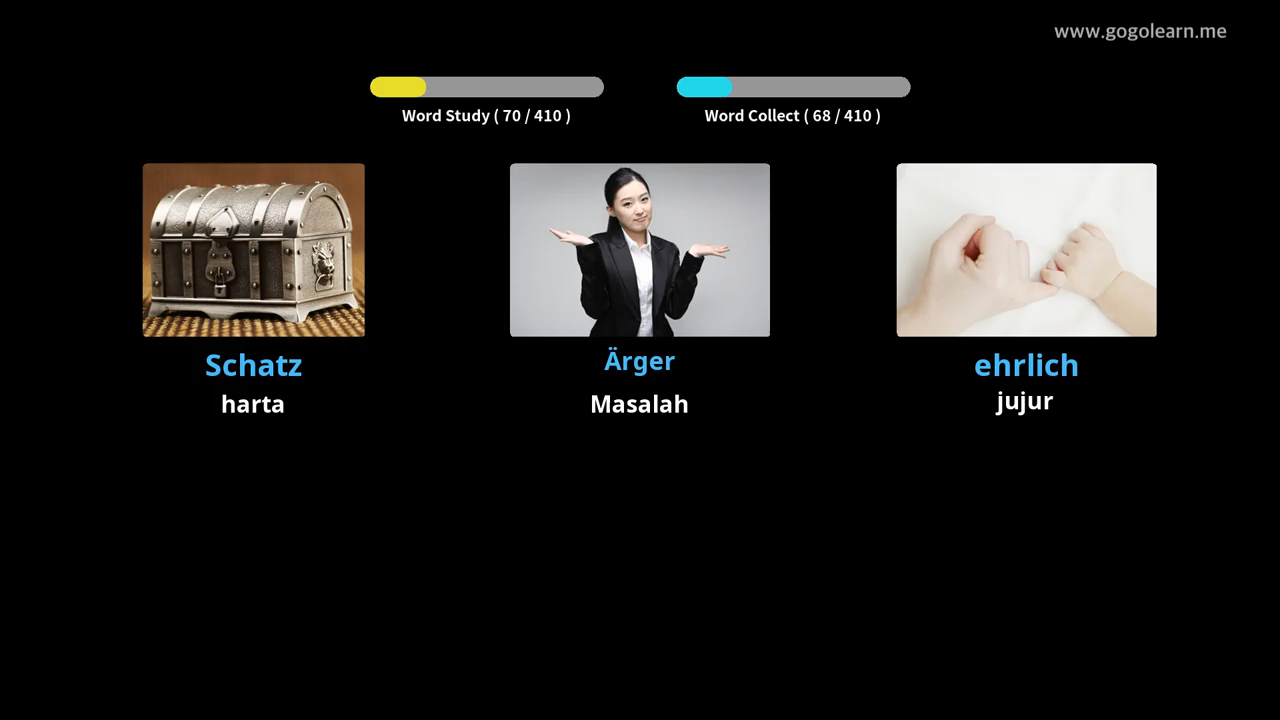 www.gogolearn.me
Word Study ( 70 / 410 )
Word Collect ( 68 / 410 )
Schatz
harta
Ärger
Masalah
ehrlich
jujur